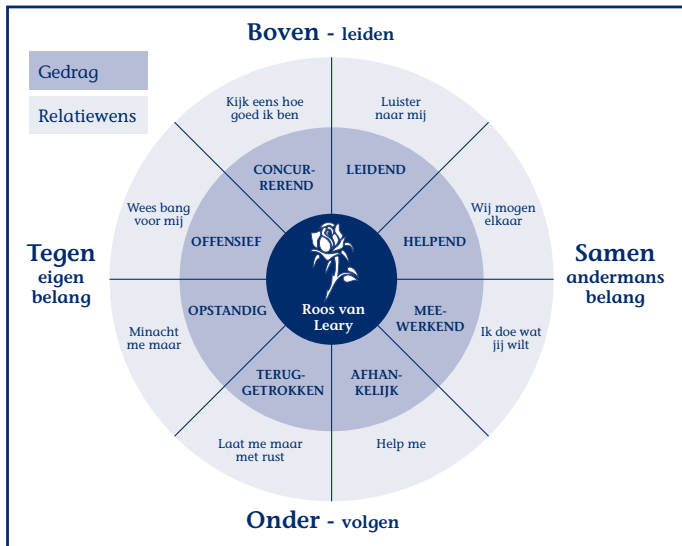 Boven - leiden
Gedrag
Relatiewens
Kijk eens hoe
goed ik ben
Luister
naar mij
CONCUR-
REREND
LEIDEND
Wees bang
voor mij
Wij mogen
elkaar
OFFENSIEF
HELPEND
Tegen
eigen
belang
Samen
andermans
belang
Roos van
Leary
OPSTANDIG
MEE-
WERKEND
Minacht
me maar
Ik doe wat
jij wilt
TERUG-
GETROKKEN
AFHAN-
KELIJK
Laat me maar
met rust
Help me
Onder - volgen